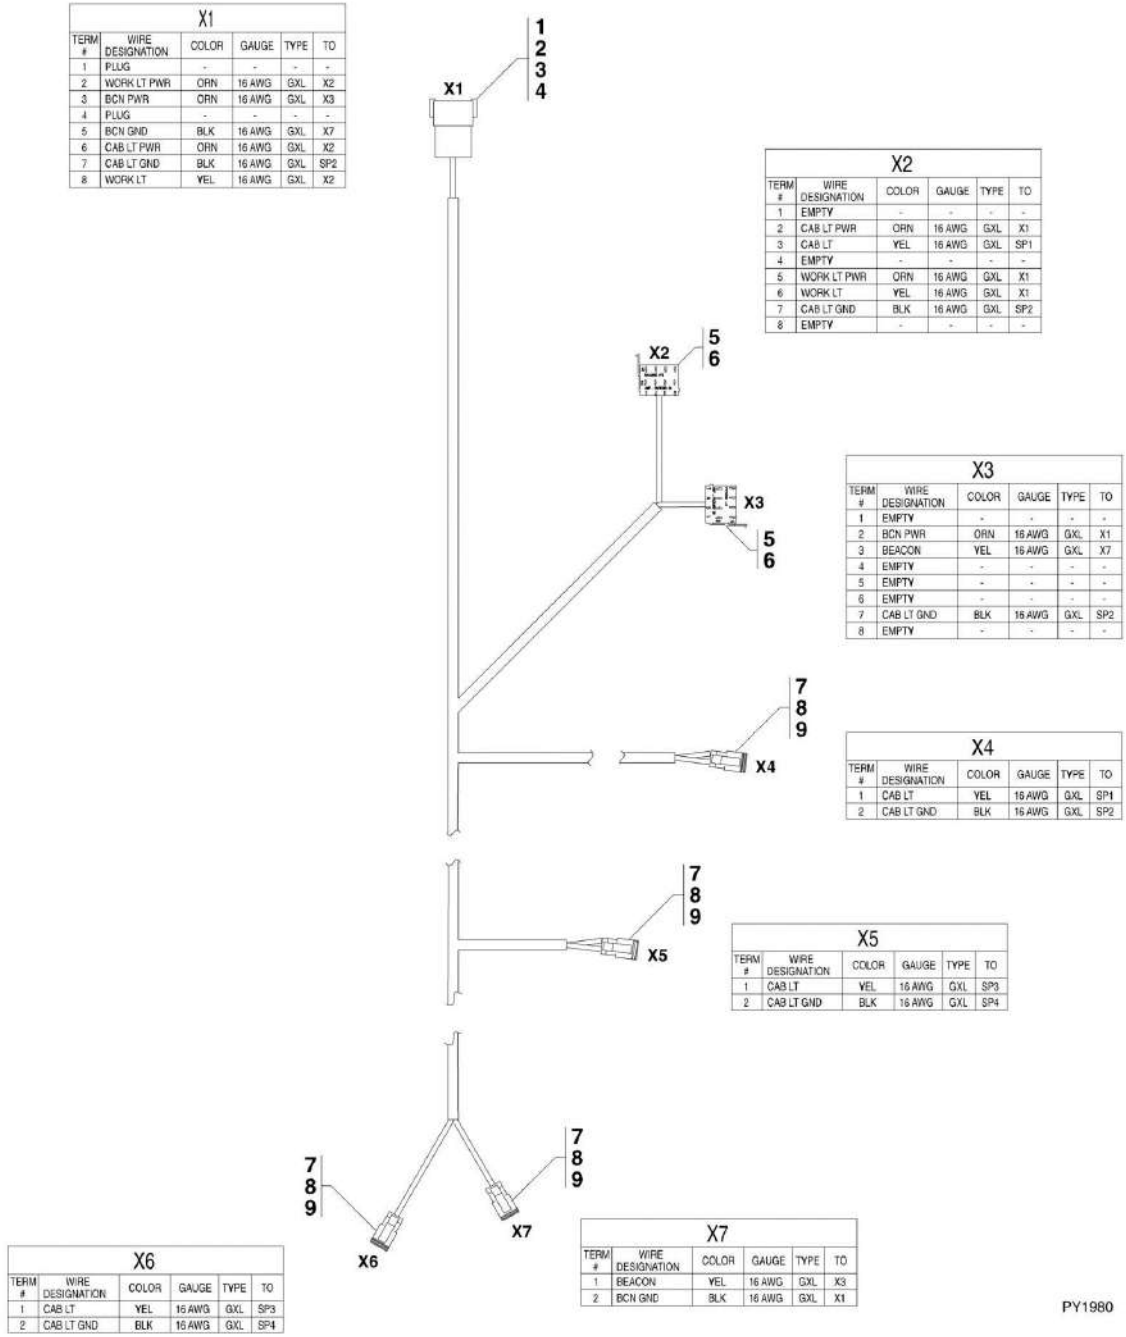 X1
TERM # WIRE DESIGNATION COLOR GAUGE TYPE TO
1 PLUG - - - -
2 WORK LT PWR ORN 16 AWG GXL X2
3 BCN PWR ORN 16 AWG GXL X3
4 PLUG - - - -
5 BCN GND BLK 16 AWG GXL X7
6 CAB LT PWR ORN 16 AWG GXL X2
7 CAB LT GND BLK 16 AWG GXL SP2
8 WORK LT YEL 16 AWG GXL X2
1
2
3
4
X1
X2
TERM # WIRE DESIGNATION COLOR GAUGE TYPE TO
1 EMPTY - - - -
2 CAB LT PWR ORN 16 AWG GXL X1
3 CAB LT YEL 16 AWG GXL SP1
4 EMPTY - - - -
5 WORK LT PWR ORN 16 AWG GXL X1
6 WORK LT YEL 16 AWG GXL X1
7 CAB LT GND BLK 16 AWG GXL SP2
8 EMPTY - - - -
X2
5
6
X3
5
6
X3
TERM # WIRE DESIGNATION COLOR GAUGE TYPE TO
1 EMPTY - - - -
2 BCN PWR ORN 16 AWG GXL X1
3 BEACON YEL 16 AWG GXL X7
4 EMPTY - - - -
5 EMPTY - - - -
6 EMPTY - - - -
7 CAB LT GND BLK 16 AWG GXL SP2
8 EMPTY - - - -
7
8
9
X4
X4
TERM # WIRE DESIGNATION COLOR GAUGE TYPE TO
1 CAB LT YEL 16 AWG GXL SP1
2 CAB LT GND BLK 16 AWG GXL SP2
7
8
9
X5
X5
TERM # WIRE DESIGNATION COLOR GAUGE TYPE TO
1 CAB LT YEL 16 AWG GXL SP3
2 CAB LT GND BLK 16 AWG GXL SP4
7
8
9
X6
7
8
9
X7
X6
TERM # WIRE DESIGNATION COLOR GAUGE TYPE TO
1 CAB LT YEL 16 AWG GXL SP3
2 CAB LT GND BLK 16 AWG GXL SP4
X7
TERM # WIRE DESIGNATION COLOR GAUGE TYPE TO
1 BEACON YEL 16 AWG GXL X3
2 BCN GND BLK 16 AWG GXL X1
PY1980